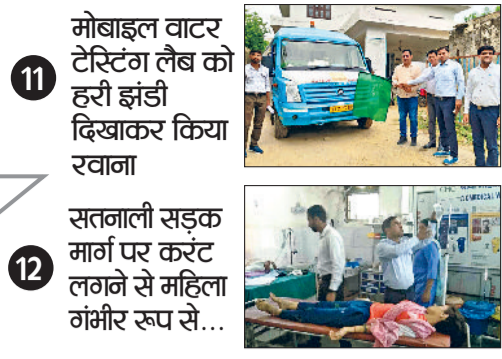 11
मोबाइल वाटर
टेस्टिंग लैब को
हरी झंडी
दिखाकर किया
रवाना
12
सतनाली सड़क
मार्ग पर करंट
लगने से महिला
गंभीर रूप से...